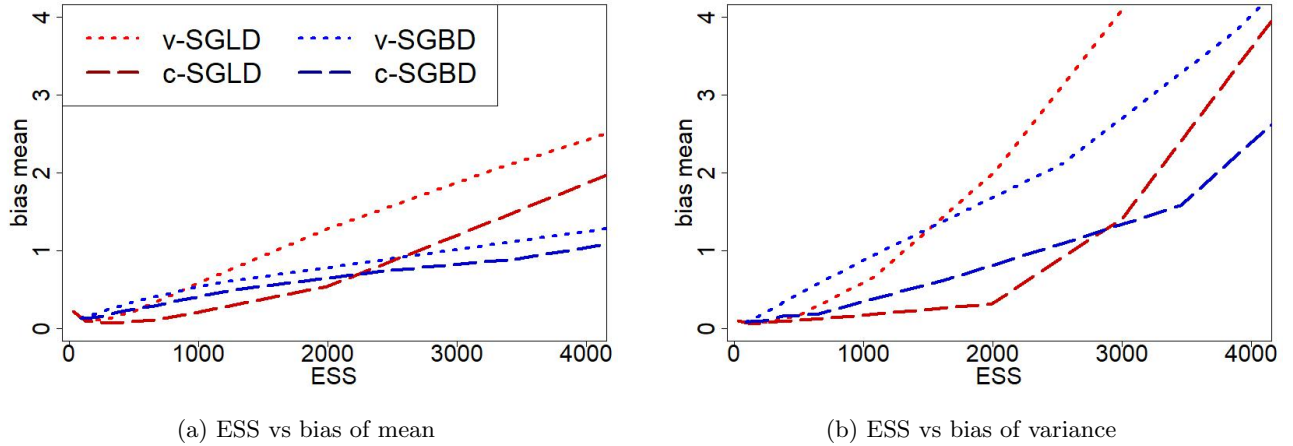 v-SGLD v-SGBD
c-SGLD c-SGBD
bias mean
0 1 2 3 4
0 1000 2000 3000 4000
ESS
(a) ESS vs bias of mean
bias mean
0 1 2 3 4
0 1000 2000 3000 4000
ESS
(b) ESS vs bias of variance